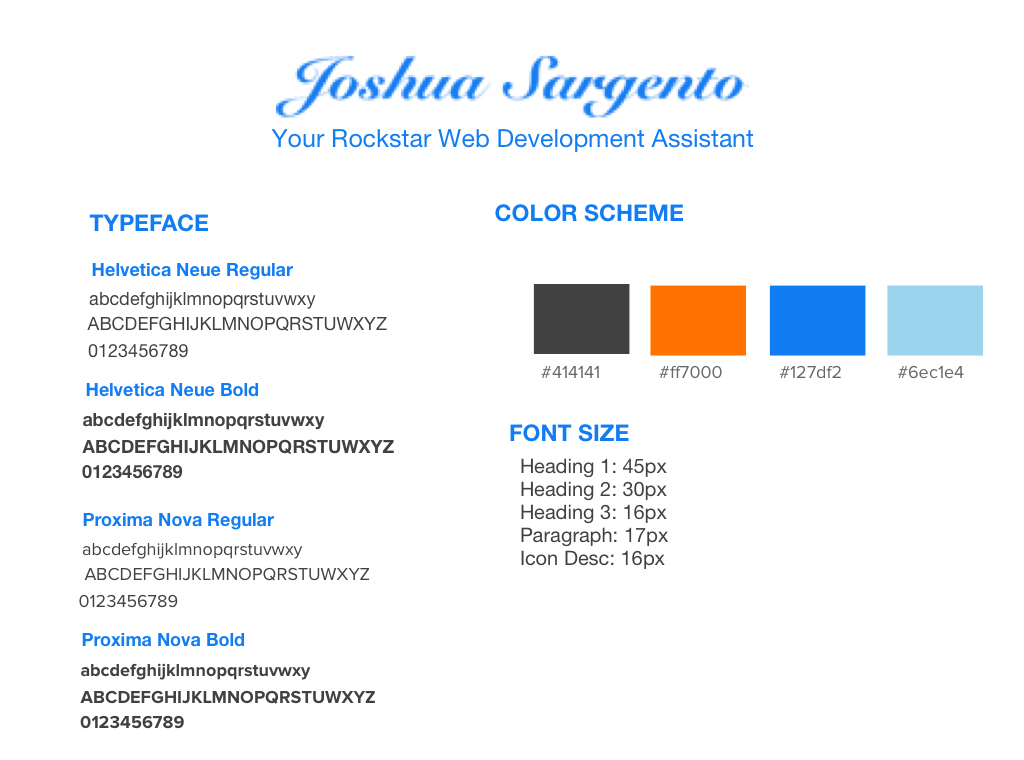 Joshua Sargento
Your Rockstar Web Development Assistant
TYPEFACE
Helvetica Neue Regular
abcdefghijklmnopqrstuvwxy
ABCDEFGHIJKLMNOPQRSTUWXYZ
0123456789
Helvetica Neue Bold
abcdefghijklmnopqrstuvwxy
ABCDEFGHIJKLMNOPQRSTUWXYZ
0123456789
Proxima Nova Regular
abcdefghijklmnopqrstuvwxy
ABCDEFGHIJKLMNOPQRSTUWXYZ
0123456789
Proxima Nova Bold
abcdefghijklmnopqrstuvwxy
ABCDEFGHIJKLMNOPQRSTUWXYZ
0123456789
COLOR SCHEME
#414141 #ff7000 #127df2 #6ec1e4
FONT SIZE
Heading 1: 45px
Heading 2: 30px
Heading 3: 16px
Paragraph: 17px
Icon Desc: 16px